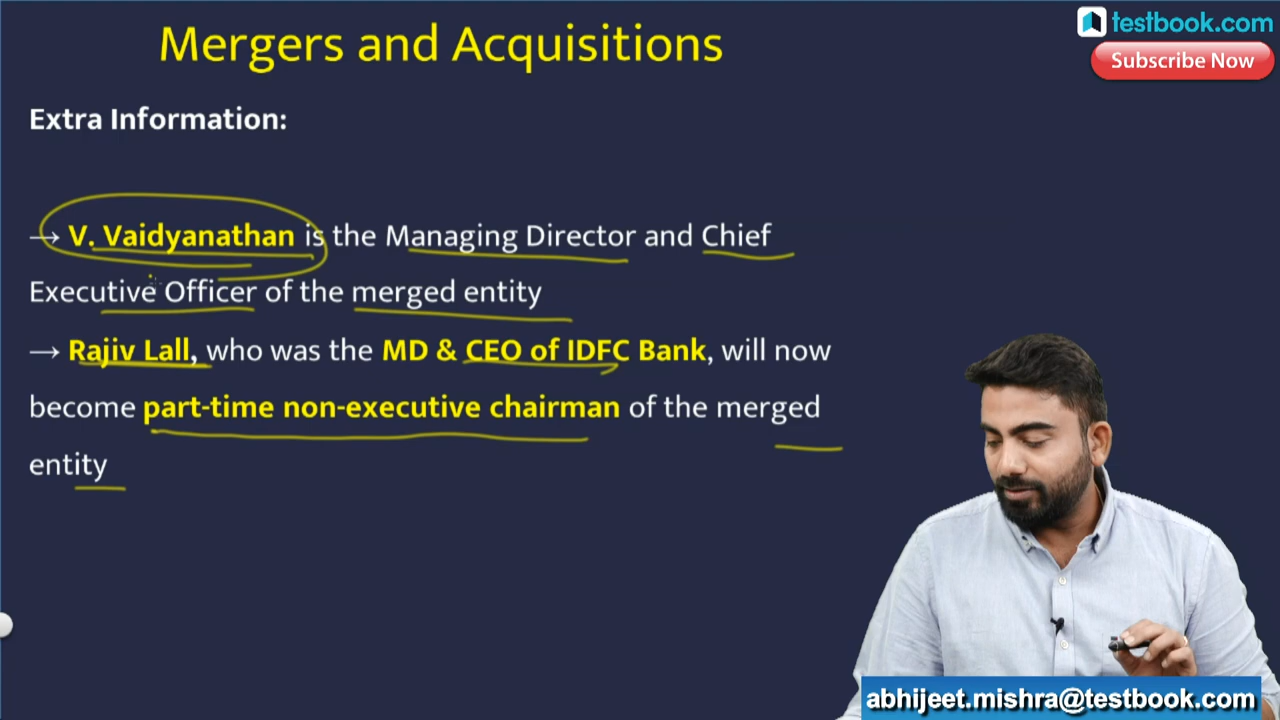 Mergers and Acquisitions
testbook.com
Subscribe Now
Extra Information:
→ V. Vaidyanathan is the Managing Director and Chief
Executive Officer of the merged entity
→ Rajiv Lall, who was the MD & CEO of IDFC Bank, will now
become part-time non-executive chairman of the merged
entity
abhijeet.mishra@testbook.com